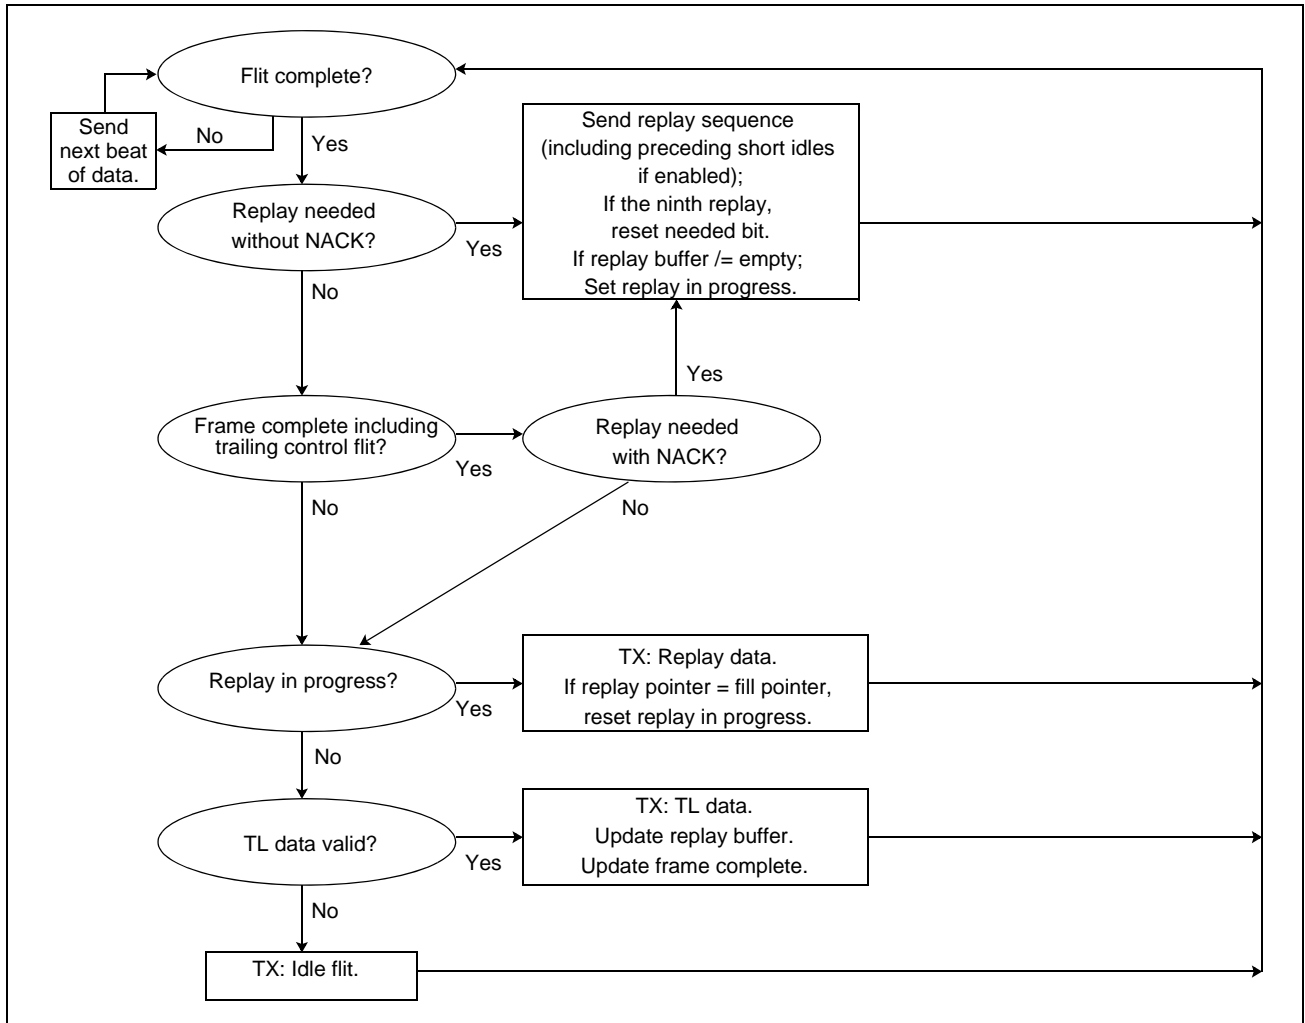 Flit complete?
Send
next beat
of data.
No
Yes
Send replay sequence
(including preceding short idles
if enabled);
If the ninth replay,
reset needed bit.
If replay buffer /= empty;
Set replay in progress.
Replay needed
without NACK?
Yes
No
Yes
Frame complete including
trailing control flit?
Yes
Replay needed
with NACK?
No
No
Replay in progress?
Yes
TX: Replay data.
If replay pointer = fill pointer,
reset replay in progress.
No
TL data valid?
Yes
TX: TL data.
Update replay buffer.
Update frame complete.
No
TX: Idle flit.